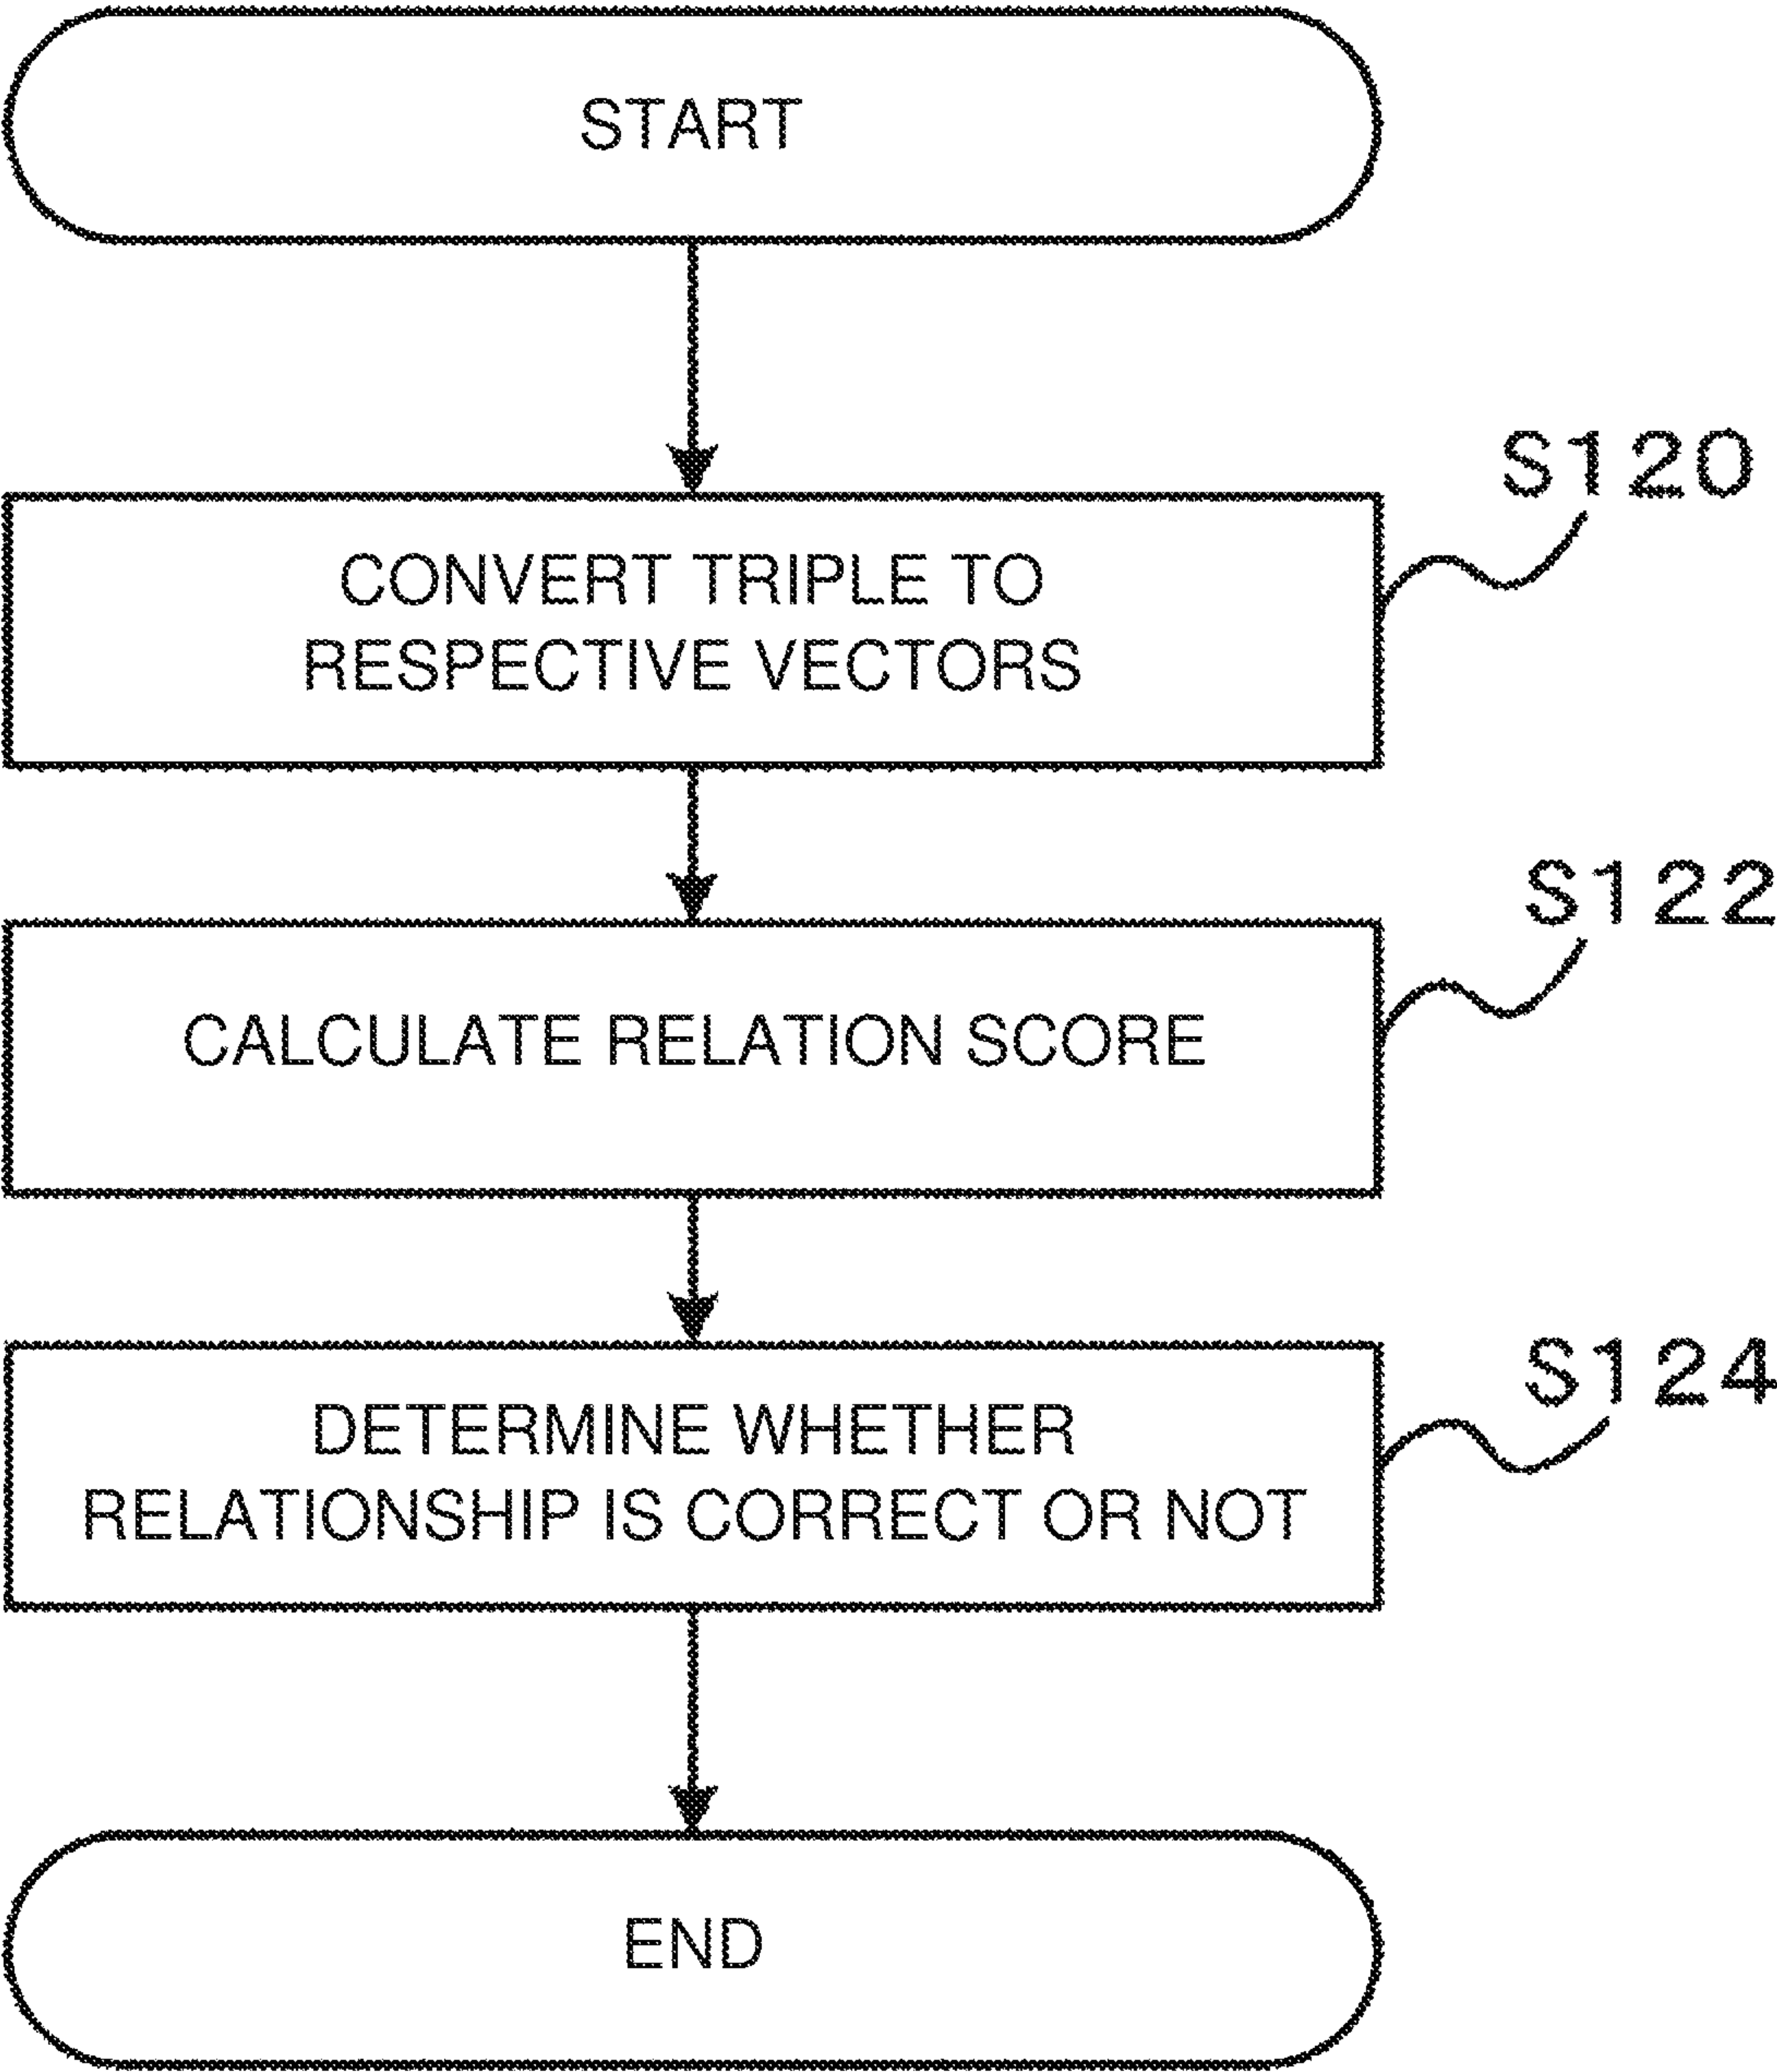 START
S120
CONVERT TRIPLE TO
RESPECTIVE VECTORS
S122
CALCULATE RELATION SCORE
S124
DETERMINE WHETHER
RELATIONSHIP IS CORRECT OR NOT
END